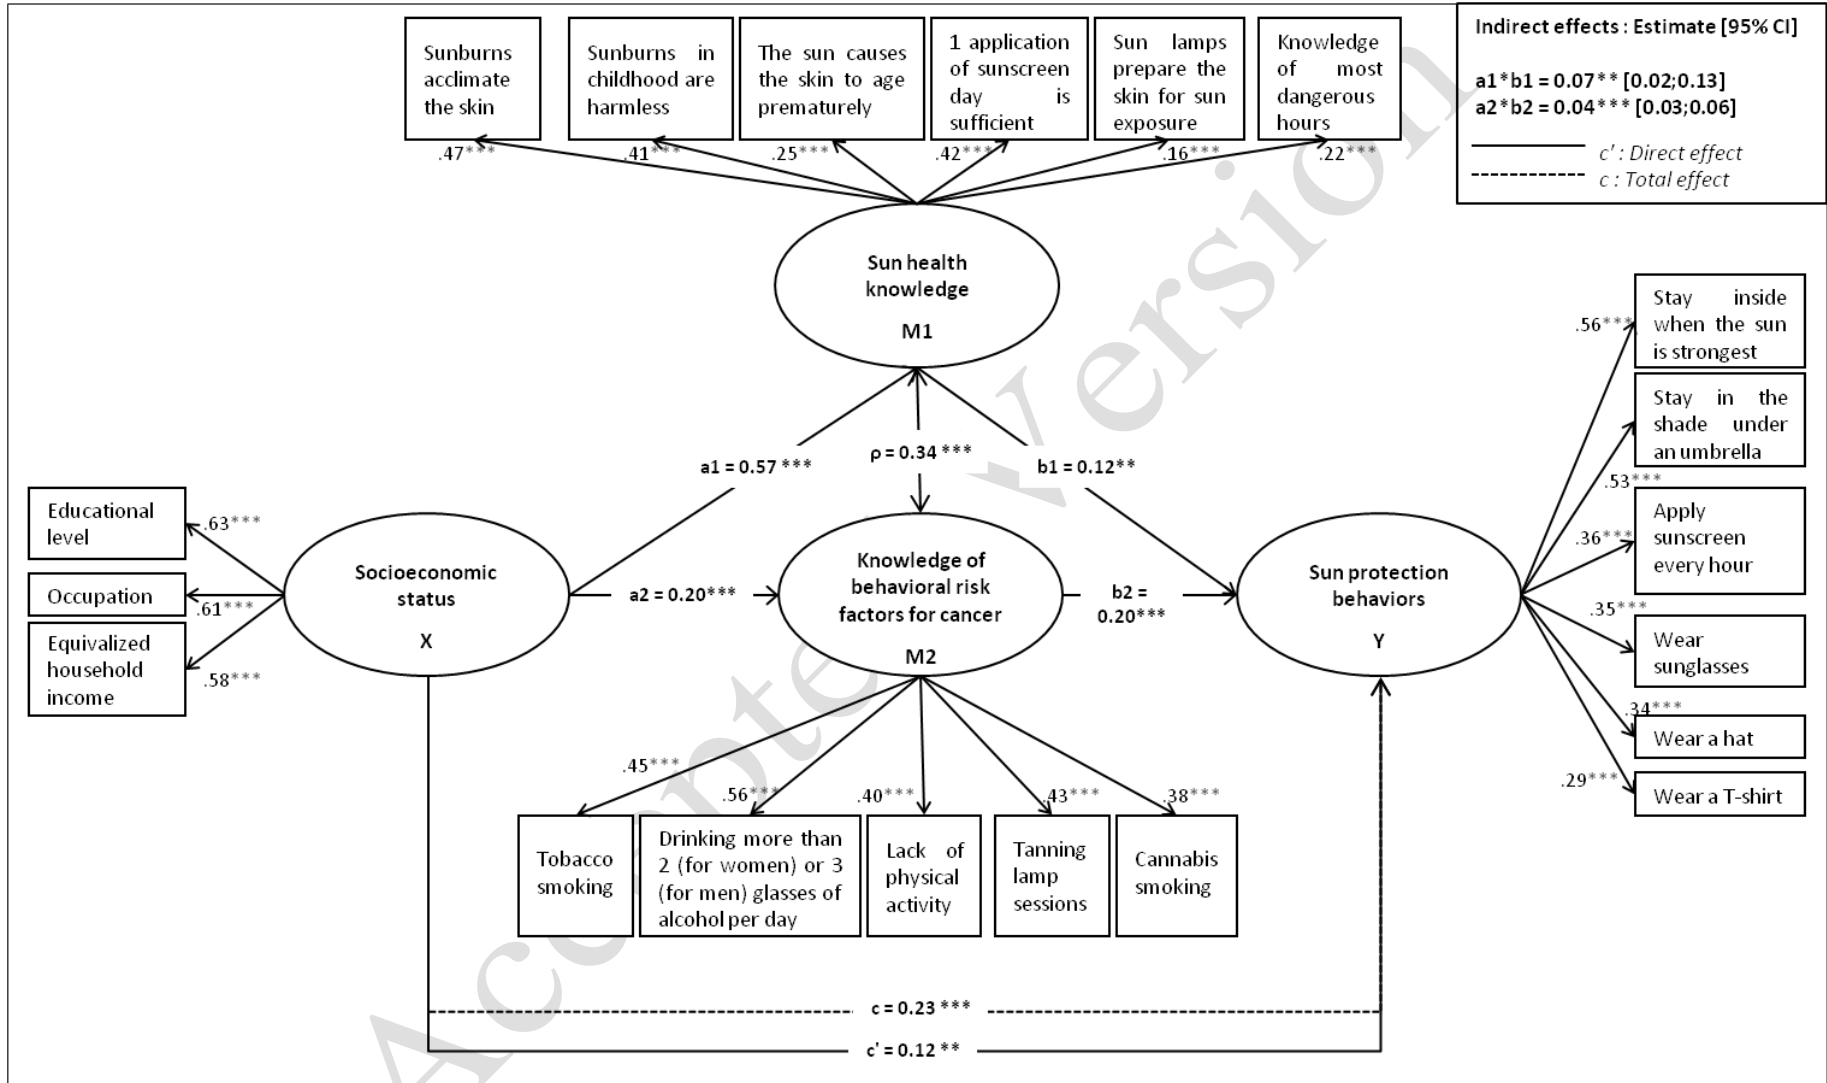 Sunburns
acclimate
the skin
Sunburns in
childhood are
harmless
The sun causes
the skin to age
prematurely
1 application
of sunscreen
day is
sufficient
Sun lamps
prepare the
skin for sun
exposure
Knowledge
of most
dangerous
hours
Indirect effects : Estimate [95% CI]
a1*b1 = 0.07** [0.02;0.13]
a2*b2 = 0.04*** [0.03;0.06]
c' : Direct effect
c : Total effect
.47***
.41***
.25***
.42***
.16***
.22***
Sun health
knowledge
M1
Stay inside
when the sun
is strongest
.56***
Stay in the
shade under
an umbrella
.53***
a1 = 0.57 ***
ρ = 0.34 ***
b1 = 0.12**
Educational
level
.63***
Occupation
.61***
Equivalized
household
income
.58***
Socioeconomic
status
X
a2 = 0.20***
Knowledge of
behavioral risk
factors for cancer
M2
b2 =
0.20***
Sun protection
behaviors
Y
Apply
sunscreen
every hour
.36***
.35***
Wear
sunglasses
.34***
Wear a hat
.29***
Wear a T-shirt
.45***
.56***
.40***
.43***
.38***
Tobacco
smoking
Drinking more than
2 (for women) or 3
(for men) glasses of
alcohol per day
Lack of
physical
activity
Tanning
lamp
sessions
Cannabis
smoking
c = 0.23 ***
c' = 0.12 **
Accepted Version